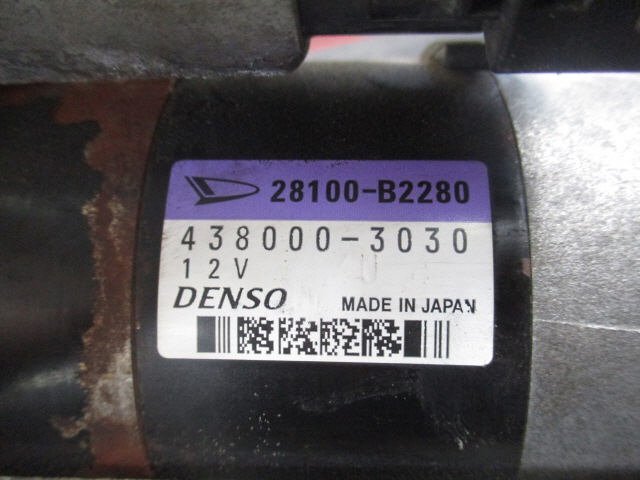 28100-B2280
438000-3030
12V U
DENSO MADE IN JAPAN